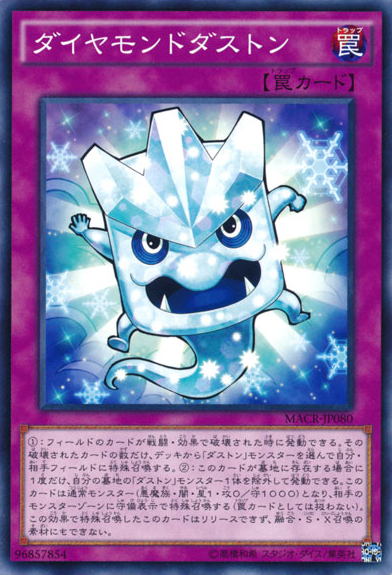 ダイヤモンドダストン
トラップ
罠
トラップ
【罠カード】
MACR-JP080
①:フィールドのカードが戦闘・効果で破壊された時に発動できる。その
破壊されたカードの数だけ、デッキから「ダストン」モンスターを選んで自分・
相手フィールドに特殊召喚する。②:このカードが墓地に存在する場合に
1度だけ、自分の墓地の「ダストン」モンスター1体を除外して発動できる。この
カードは通常モンスター(悪魔族・闇・星1・攻0/守1000)となり、相手の
モンスターゾーンに守備表示で特殊召喚する(罠カードとしては扱わない)。
この効果で特殊召喚したこのカードはリリースできず、融合・S・X召喚の
素材にもできない。
96857854
©高橋和希 スタジオ・ダイス/集英社